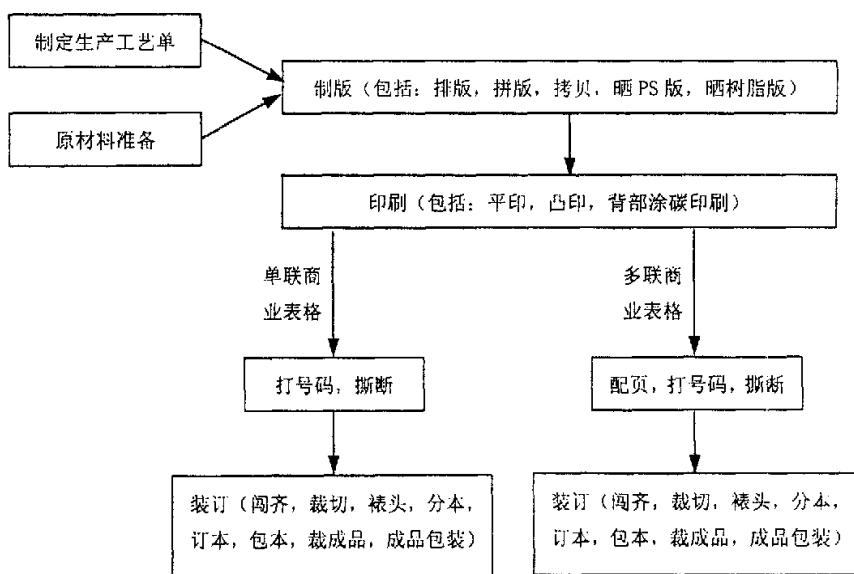 制定生产工艺单
制版（包括：排版，拼版，拷贝，晒 PS 版，晒树脂版）
原材料准备
印刷（包括：平印，凸印，背部涂碳印刷）
单联商
业表格
多联商
业表格
打号码，撕断
配页，打号码，撕断
装订（闯齐，裁切，裱头，分本，
订本，包本，裁成品，成品包装）
装订（闯齐，裁切，裱头，分本，
订本，包本，裁成品，成品包装）